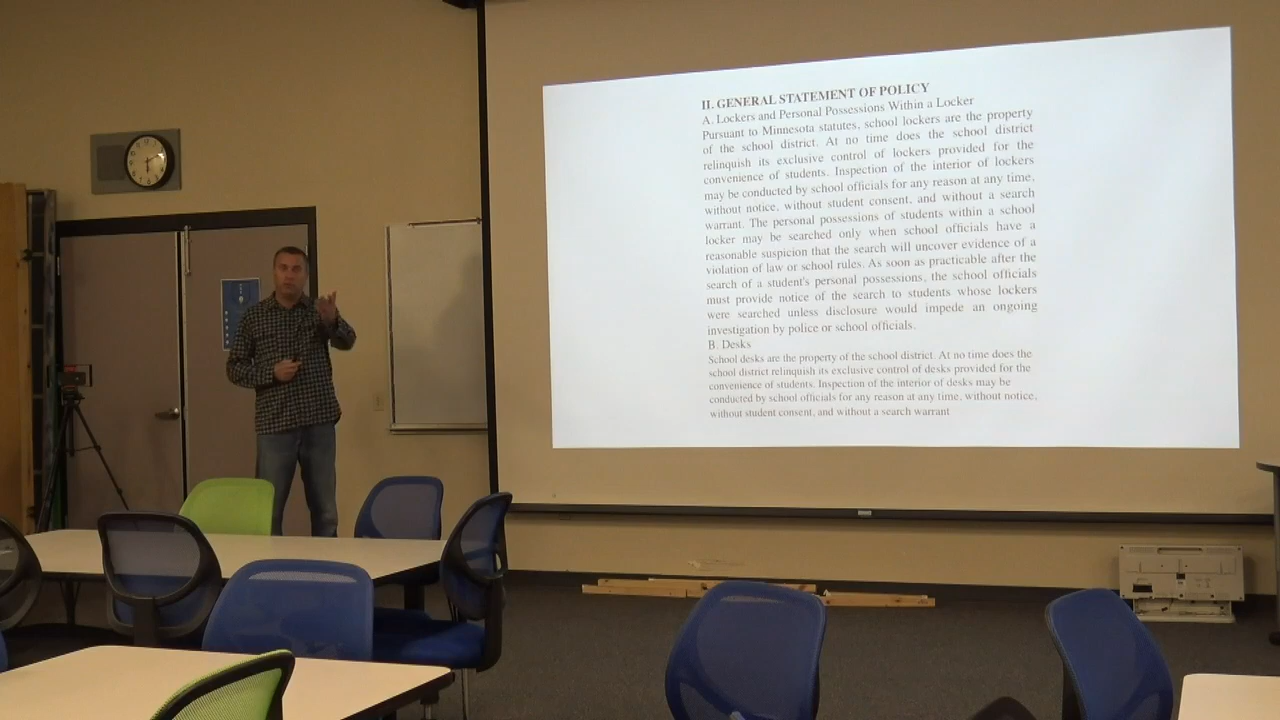 II. GENERAL STATEMENT OF POLICY
A. Lockers and Personal Possessions Within a Locker
Pursuant to Minnesota statutes, school lockers are the property
of the school district. At no time does the school district
relinquish its exclusive control of lockers provided for the
convenience of students. Inspection of the interior of lockers
may be conducted by school officials for any reason at any time,
without notice, without student consent, and without a search
warrant. The personal possessions of students within a school
locker may be searched only when school officials have a
reasonable suspicion that the search will uncover evidence of a
violation of law or school rules. As soon as practicable after the
search of a student's personal possessions, the school officials
must provide notice of the search to students whose lockers
were searched unless disclosure would impede an ongoing
investigation by police or school officials.
B. Desks
School desks are the property of the school district. At no time does the
school district relinquish its exclusive control of desks provided for the
convenience of students. Inspection of the interior of desks may be
conducted by school officials for any reason at any time, without notice,
without student consent, and without a search warrant